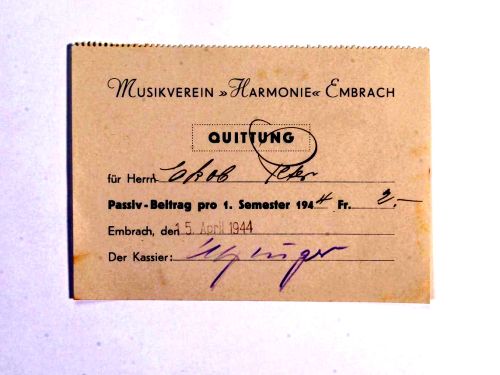 MUSIKVEREIN »HARMONIE« EMBRACH
QUITTUNG
für Herrn
Passiv-Beitrag pro 1. Semester 1944 Fr. 2.-
Embrach, den 15. April 1944
Der Kassier: